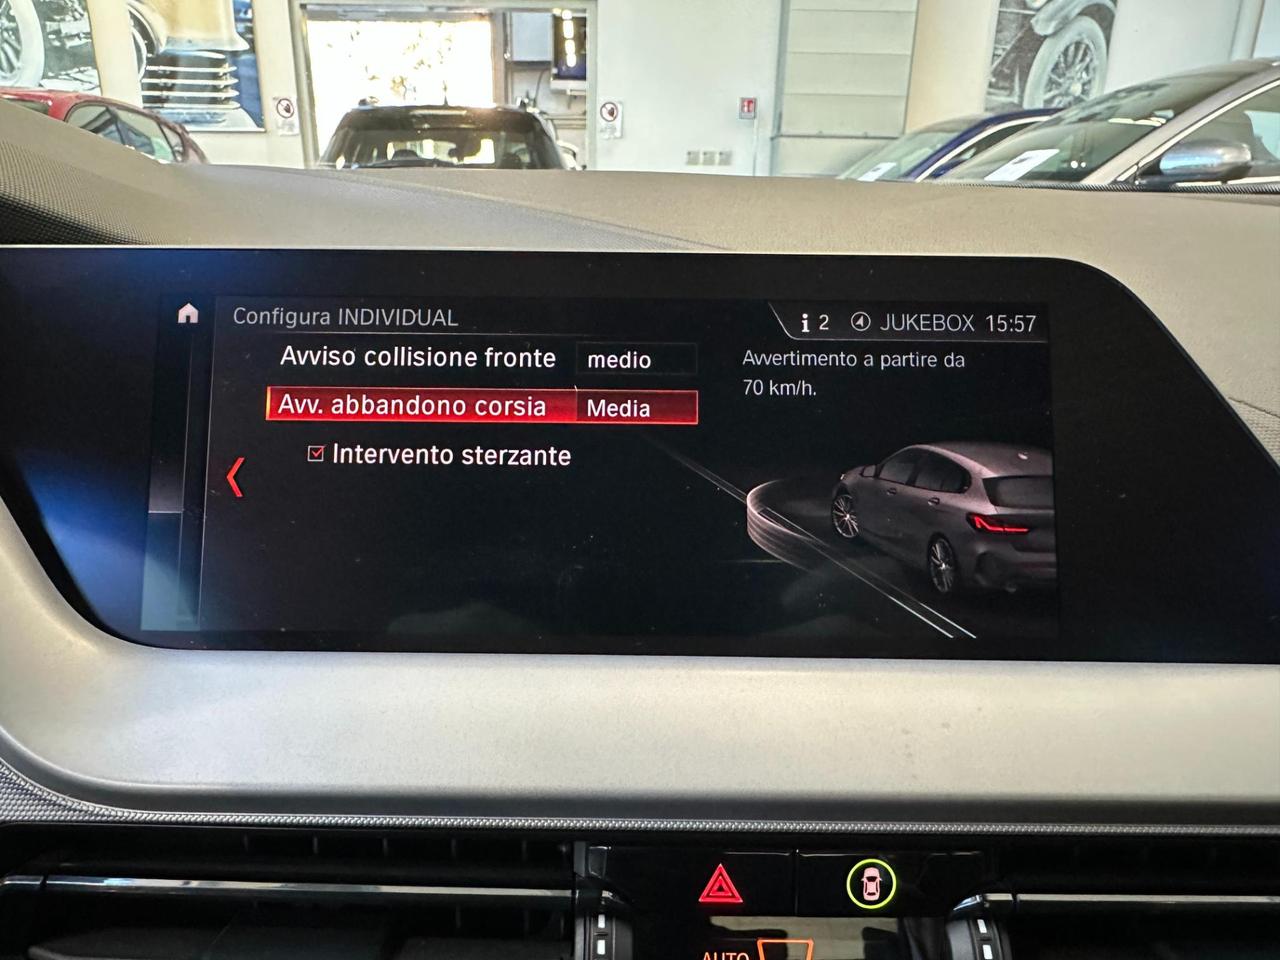 Configura INDIVIDUAL
i 2 JUKEBOX 15:57
Avviso collisione fronte medio
Avv. abbandono corsia Media
Intervento sterzante
Avvertimento a partire da
70 km/h.
AUTO